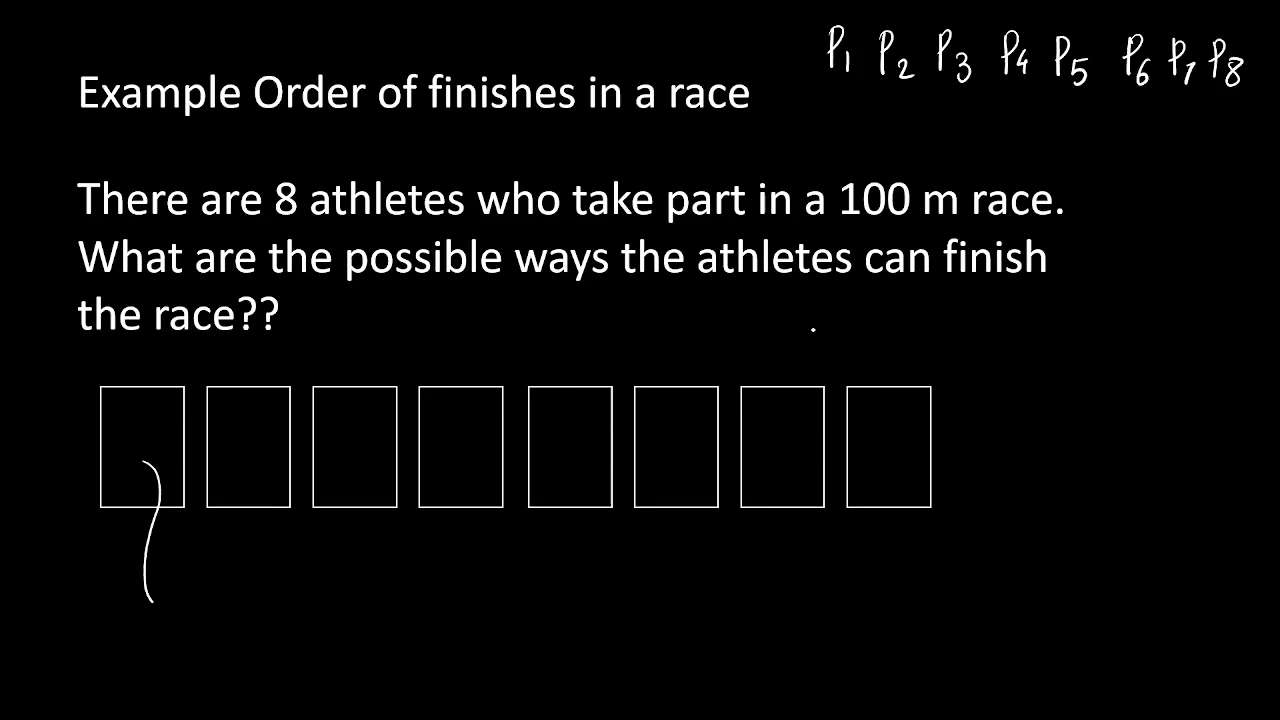 P1 P2 P3 P4 P5 P6 P7 P8
Example Order of finishes in a race
There are 8 athletes who take part in a 100 m race.
What are the possible ways the athletes can finish
the race??